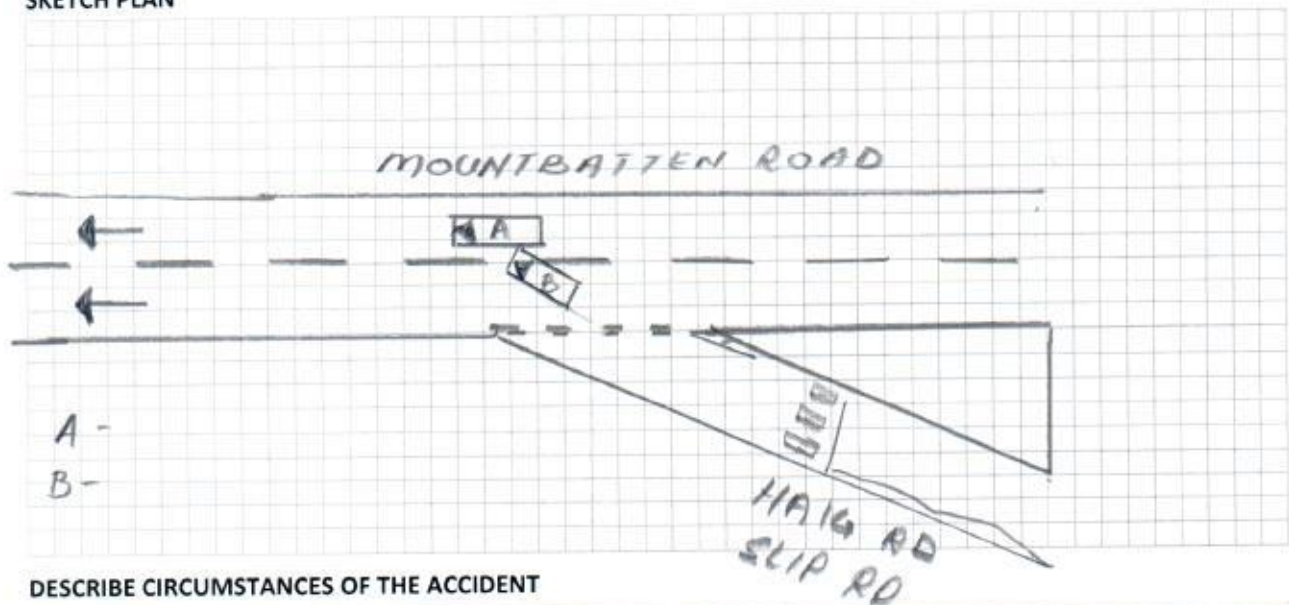 SKETCH PLAN
MOUNTBATTEN ROAD
A
B
A -
B -
HAIG RD
SLIP RD
DESCRIBE CIRCUMSTANCES OF THE ACCIDENT